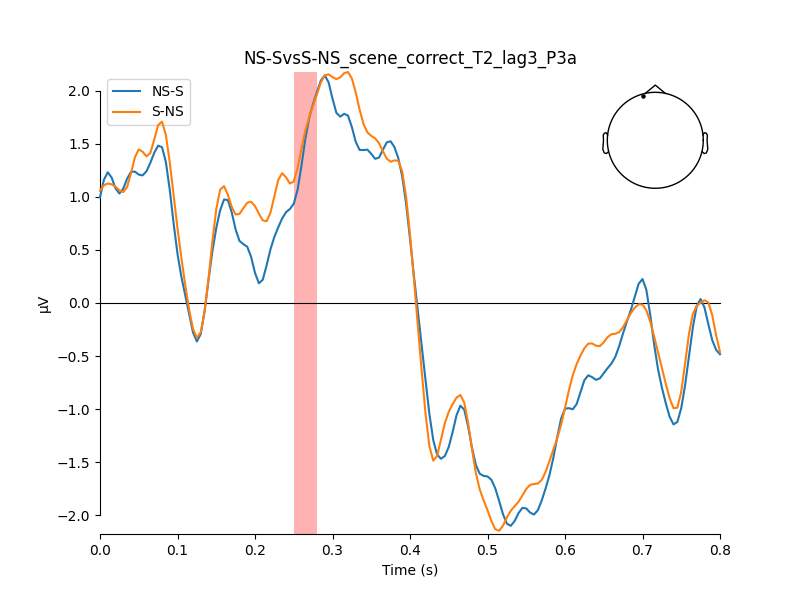 NS-SvsS-NS_scene_correct_T2_lag3_P3a
NS-S
S-NS
2.0
1.5
1.0
0.5
0.0
−0.5
−1.0
−1.5
−2.0
µV
0.0 0.1 0.2 0.3 0.4 0.5 0.6 0.7 0.8
Time (s)